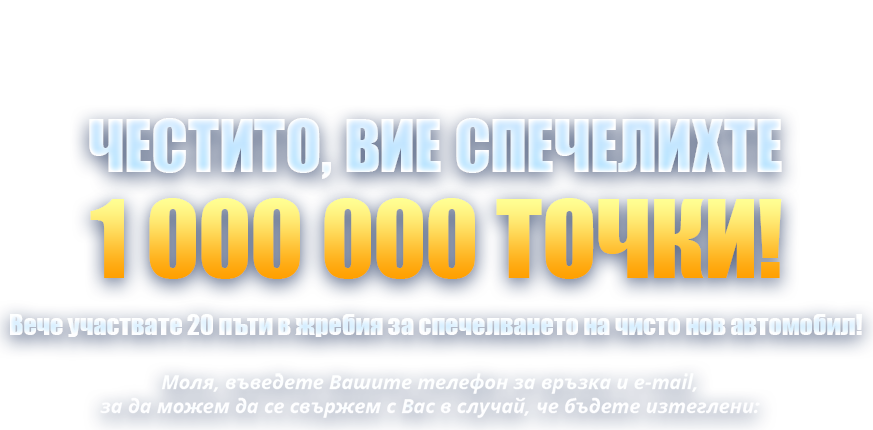 ЧЕСТИТО, ВИЕ СПЕЧЕЛИХТЕ
1 000 000 ТОЧКИ!
Вече участвате 20 пъти в жребия за спечелването на чисто нов автомобил!
Моля, въведете Вашите телефон за връзка и e-mail,
за да можем да се свържем с Вас в случай, че бъдете изтеглени: